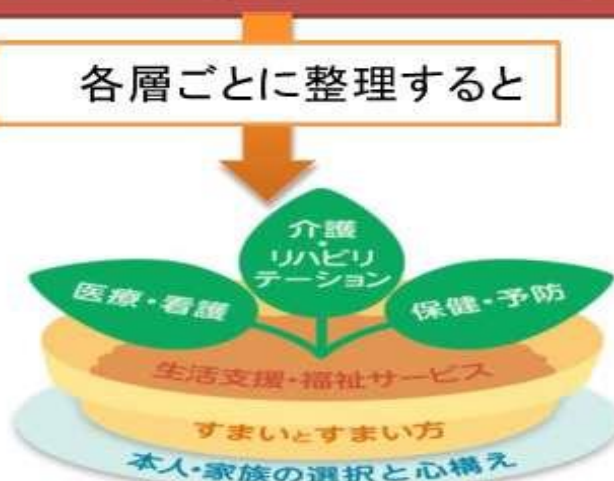 各層ごとに整理すると
介護
・
リハビリ
テーション
医療・看護
保健・予防
生活支援・福祉サービス
すまいとすまい方
本人・家族の選択と心構え